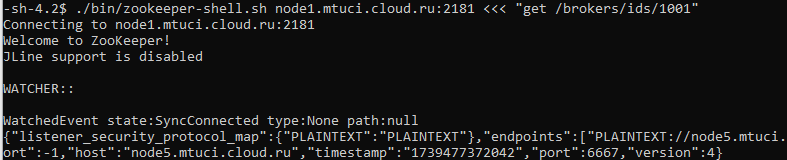 -sh-4.2$ ./bin/zookeeper-shell.sh node1.mtuci.cloud.ru:2181 <<< "get /brokers/ids/1001"
Connecting to node1.mtuci.cloud.ru:2181
Welcome to ZooKeeper!
JLine support is disabled
WATCHER::
WatchedEvent state:SyncConnected type:None path:null
{"listener_security_protocol_map":{"PLAINTEXT":"PLAINTEXT"},"endpoints":["PLAINTEXT://node5.mtuci.
ort":-1,"host":"node5.mtuci.cloud.ru","timestamp":"1739477372042","port":6667,"version":4}